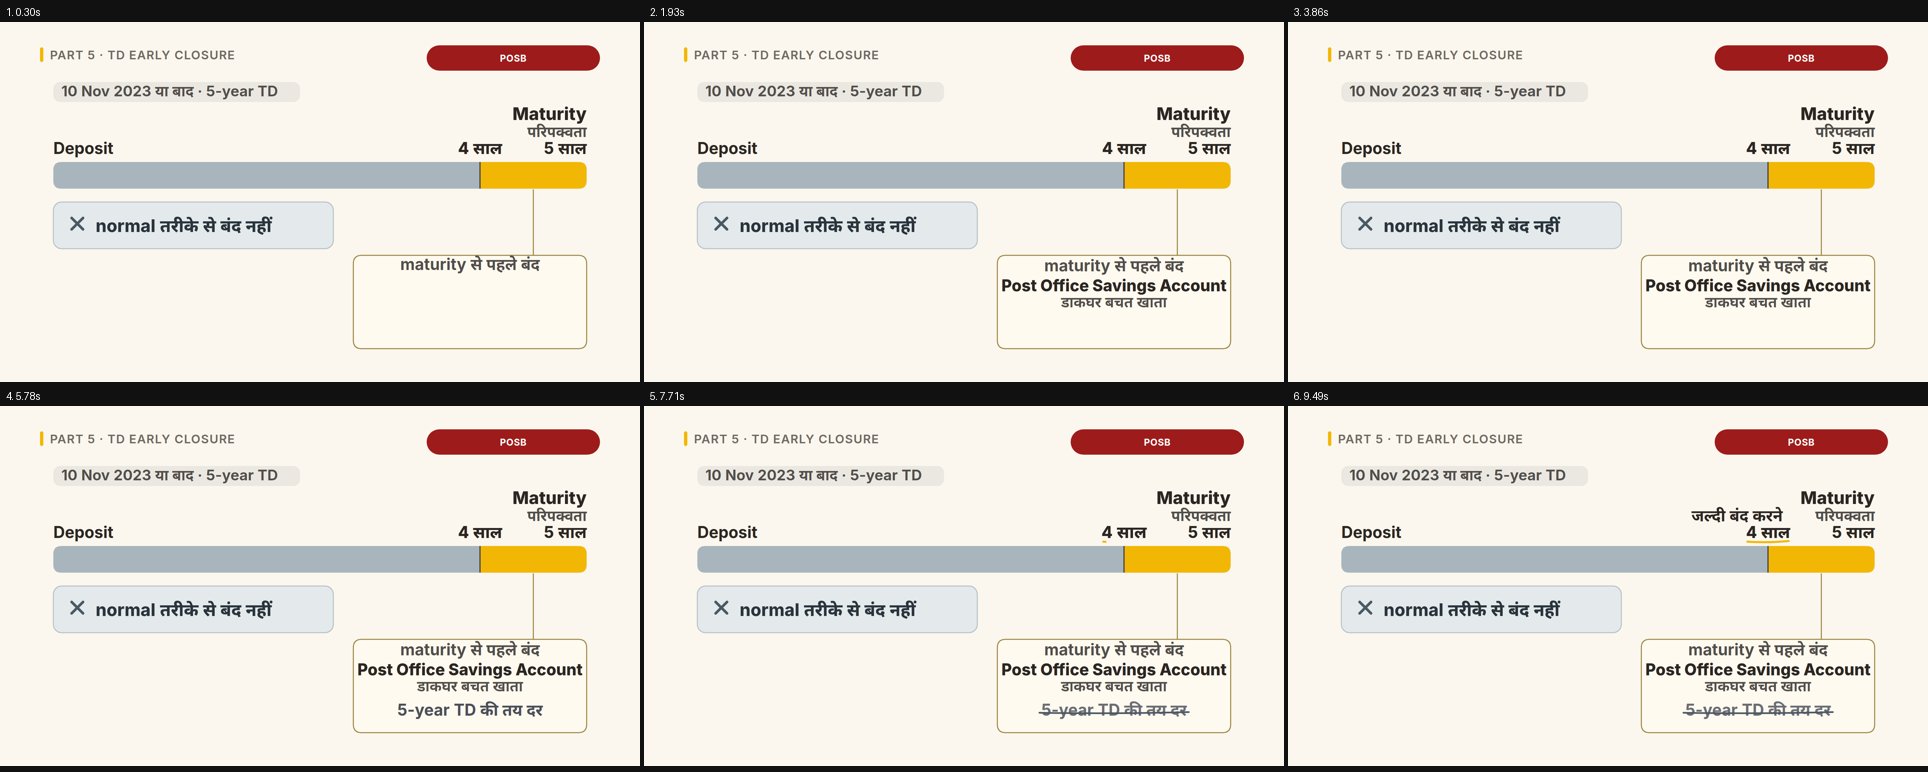 1. 0.30s
PART 5 · TD EARLY CLOSURE
POSB
10 Nov 2023 या बाद · 5-year TD
Maturity
परिपक्वता
Deposit
4 साल
5 साल
✕ normal तरीके से बंद नहीं
maturity से पहले बंद
2. 1.93s
PART 5 · TD EARLY CLOSURE
POSB
10 Nov 2023 या बाद · 5-year TD
Maturity
परिपक्वता
Deposit
4 साल
5 साल
✕ normal तरीके से बंद नहीं
maturity से पहले बंद
Post Office Savings Account
डाकघर बचत खाता
3. 3.86s
PART 5 · TD EARLY CLOSURE
POSB
10 Nov 2023 या बाद · 5-year TD
Maturity
परिपक्वता
Deposit
4 साल
5 साल
✕ normal तरीके से बंद नहीं
maturity से पहले बंद
Post Office Savings Account
डाकघर बचत खाता
4. 5.78s
PART 5 · TD EARLY CLOSURE
POSB
10 Nov 2023 या बाद · 5-year TD
Maturity
परिपक्वता
Deposit
4 साल
5 साल
✕ normal तरीके से बंद नहीं
maturity से पहले बंद
Post Office Savings Account
डाकघर बचत खाता
5-year TD की तय दर
5. 7.71s
PART 5 · TD EARLY CLOSURE
POSB
10 Nov 2023 या बाद · 5-year TD
Maturity
परिपक्वता
Deposit
4 साल
5 साल
✕ normal तरीके से बंद नहीं
maturity से पहले बंद
Post Office Savings Account
डाकघर बचत खाता
5-year TD की तय दर
6. 9.49s
PART 5 · TD EARLY CLOSURE
POSB
10 Nov 2023 या बाद · 5-year TD
Maturity
जल्दी बंद करने
परिपक्वता
Deposit
4 साल
5 साल
✕ normal तरीके से बंद नहीं
maturity से पहले बंद
Post Office Savings Account
डाकघर बचत खाता
5-year TD की तय दर